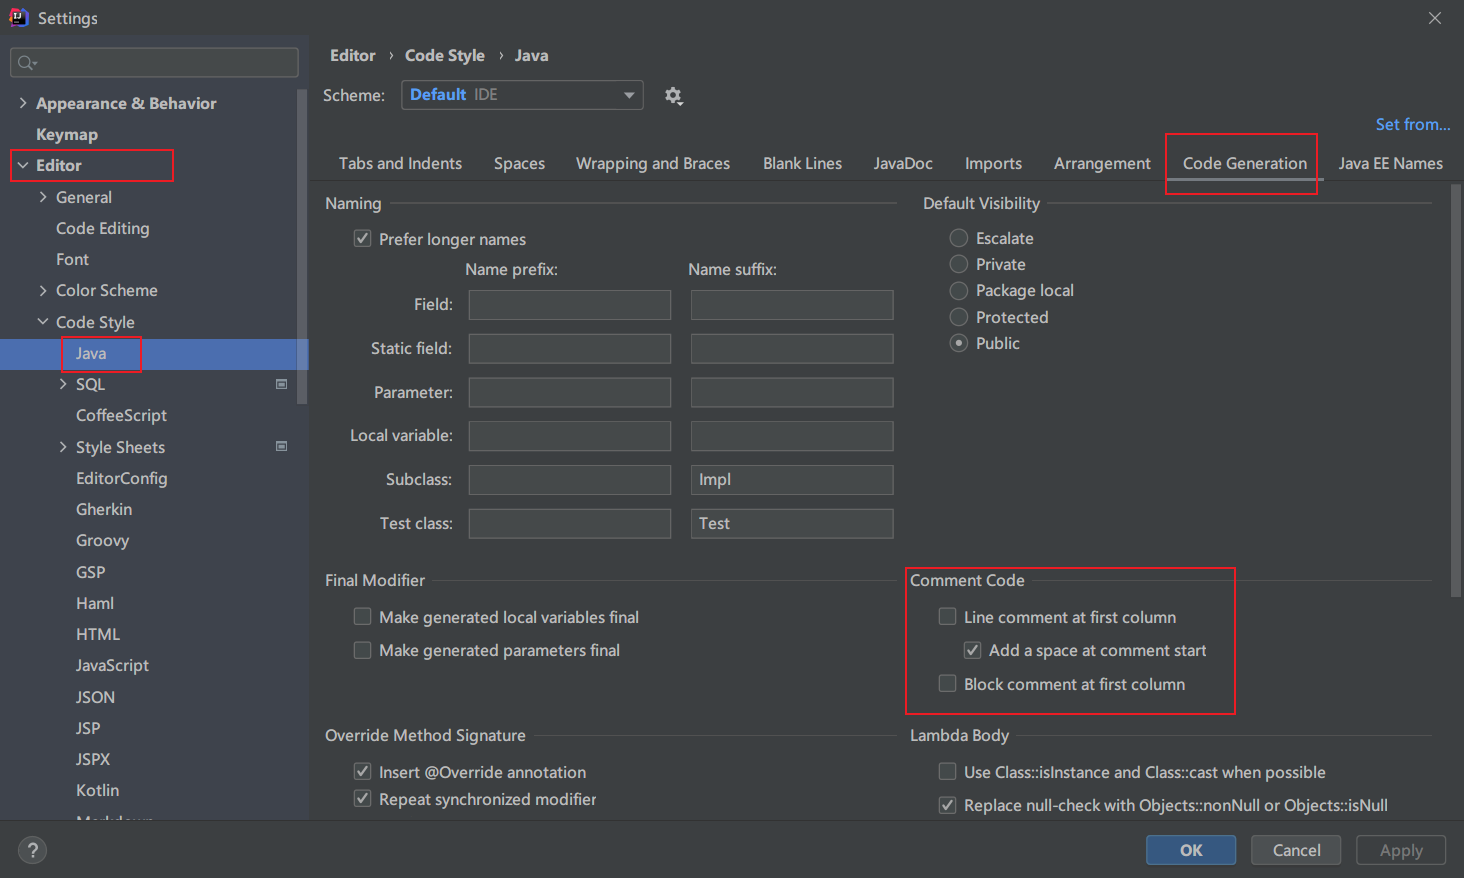 Settings
Appearance & Behavior
Keymap
Editor
General
Code Editing
Font
Color Scheme
Code Style
Java
SQL
CoffeeScript
Style Sheets
EditorConfig
Gherkin
Groovy
GSP
Haml
HTML
JavaScript
JSON
JSP
JSPX
Kotlin
Markdown
Editor › Code Style › Java
Scheme: Default IDE
Set from...
Tabs and Indents Spaces Wrapping and Braces Blank Lines JavaDoc Imports Arrangement Code Generation Java EE Names
Naming
Prefer longer names
Name prefix: Name suffix:
Field:
Static field:
Parameter:
Local variable:
Subclass: Impl
Test class: Test
Default Visibility
Escalate
Private
Package local
Protected
Public
Final Modifier
Make generated local variables final
Make generated parameters final
Comment Code
Line comment at first column
Add a space at comment start
Block comment at first column
Override Method Signature
Insert @Override annotation
Repeat synchronized modifier
Lambda Body
Use Class::isInstance and Class::cast when possible
Replace null-check with Objects::nonNull or Objects::isNull
?
OK Cancel Apply